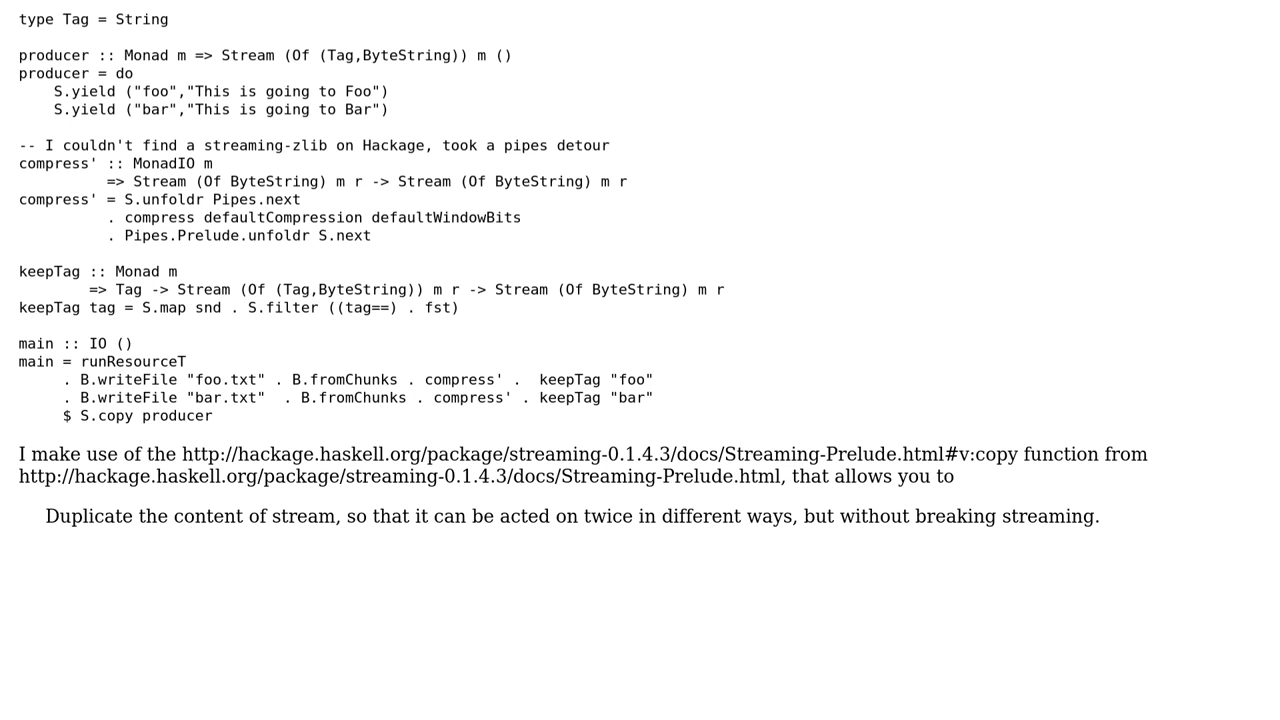 type Tag = String

producer :: Monad m => Stream (Of (Tag,ByteString)) m ()
producer = do
    S.yield ("foo","This is going to Foo")
    S.yield ("bar","This is going to Bar")

-- I couldn't find a streaming-zlib on Hackage, took a pipes detour
compress' :: MonadIO m
          => Stream (Of ByteString) m r -> Stream (Of ByteString) m r
compress' = S.unfoldr Pipes.next
          . compress defaultCompression defaultWindowBits
          . Pipes.Prelude.unfoldr S.next

keepTag :: Monad m
        => Tag -> Stream (Of (Tag,ByteString)) m r -> Stream (Of ByteString) m r
keepTag tag = S.map snd . S.filter ((tag==) . fst)

main :: IO ()
main = runResourceT
     . B.writeFile "foo.txt" . B.fromChunks . compress' .  keepTag "foo"
     . B.writeFile "bar.txt"  . B.fromChunks . compress' . keepTag "bar"
     $ S.copy producer

I make use of the http://hackage.haskell.org/package/streaming-0.1.4.3/docs/Streaming-Prelude.html#v:copy function from
http://hackage.haskell.org/package/streaming-0.1.4.3/docs/Streaming-Prelude.html, that allows you to

Duplicate the content of stream, so that it can be acted on twice in different ways, but without breaking streaming.